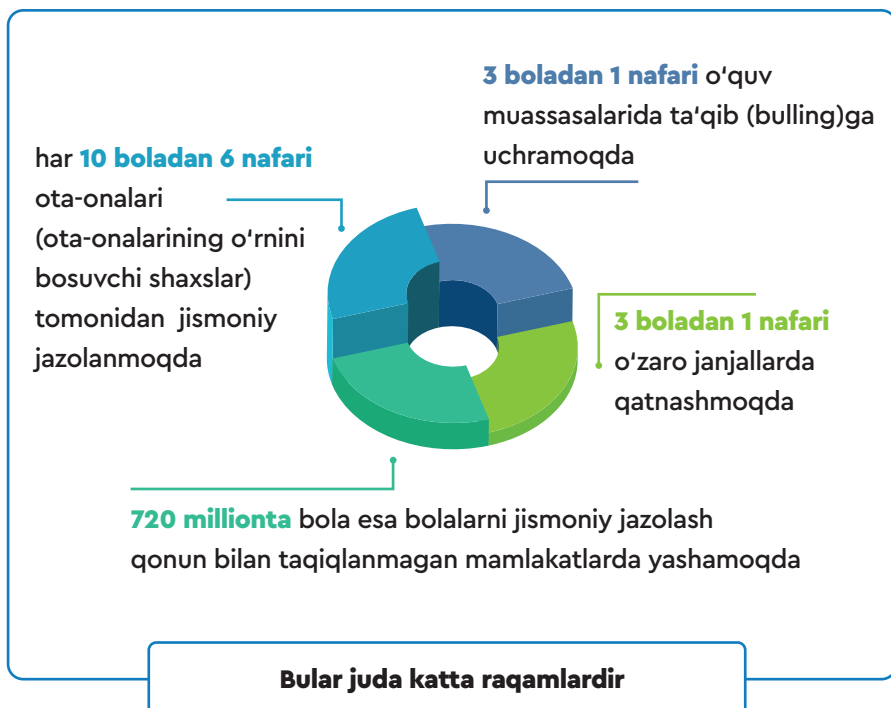 3 boladan 1 nafari o‘quv
muassasalarida ta‘qib (bulling)ga
uchramoqda
har 10 boladan 6 nafari
ota-onalari
(ota-onalarining o‘rnini
bosuvchi shaxslar)
tomonidan jismoniy
jazolanmoqda
3 boladan 1 nafari
o‘zaro janjallarda
qatnashmoqda
720 millionta bola esa bolalarni jismoniy jazolash
qonun bilan taqiqlanmagan mamlakatlarda yashamoqda
Bular juda katta raqamlardir